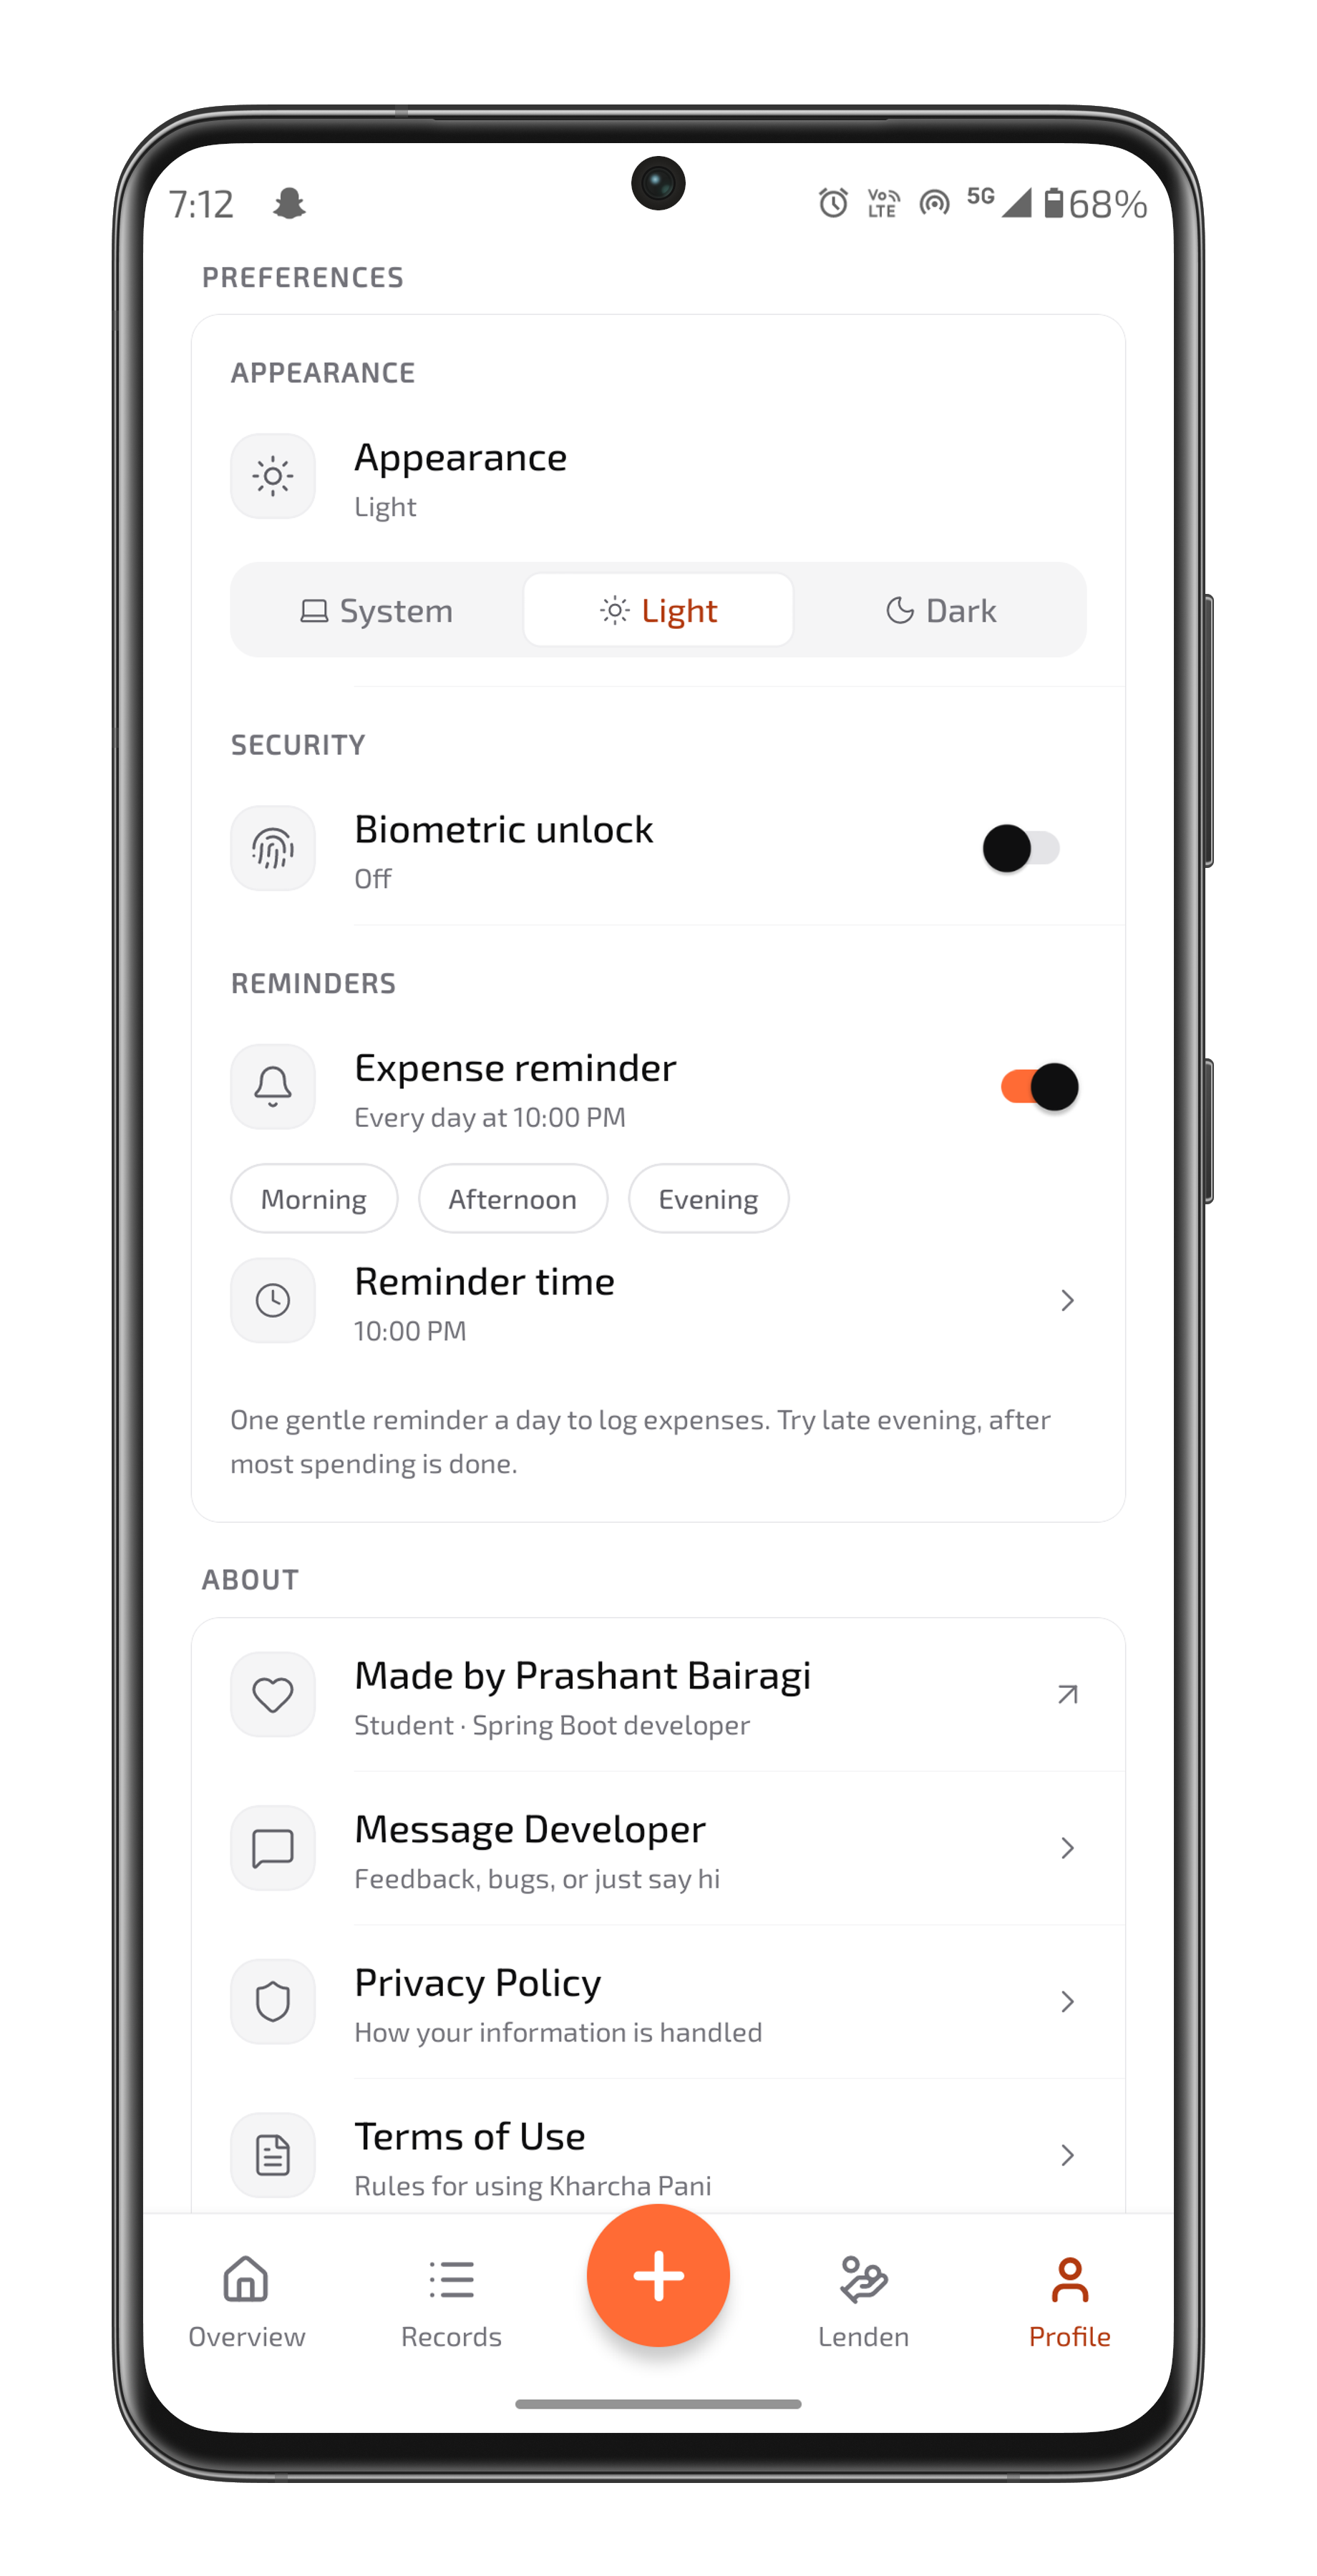 7:12
Vo LTE 5G 68%
PREFERENCES
APPEARANCE
Appearance
Light
System Light Dark
SECURITY
Biometric unlock
Off
REMINDERS
Expense reminder
Every day at 10:00 PM
Morning Afternoon Evening
Reminder time
10:00 PM
One gentle reminder a day to log expenses. Try late evening, after
most spending is done.
ABOUT
Made by Prashant Bairagi
Student · Spring Boot developer
Message Developer
Feedback, bugs, or just say hi
Privacy Policy
How your information is handled
Terms of Use
Rules for using Kharcha Pani
Overview Records Lenden Profile